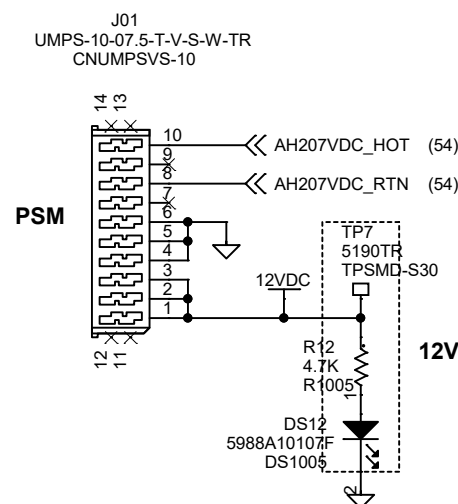 J01
UMPS-10-07.5-T-V-S-W-TR
CNUMPSVS-10
14
13
10
AH207VDC_HOT (54)
9
8
AH207VDC_RTN (54)
7
PSM
6
5
4
3
2
1
12
11
12VDC
TP7
5190TR
TPSMD-S30
12V
R12
4.7K
R1005
1
DS12
5988A10107F
DS1005
2